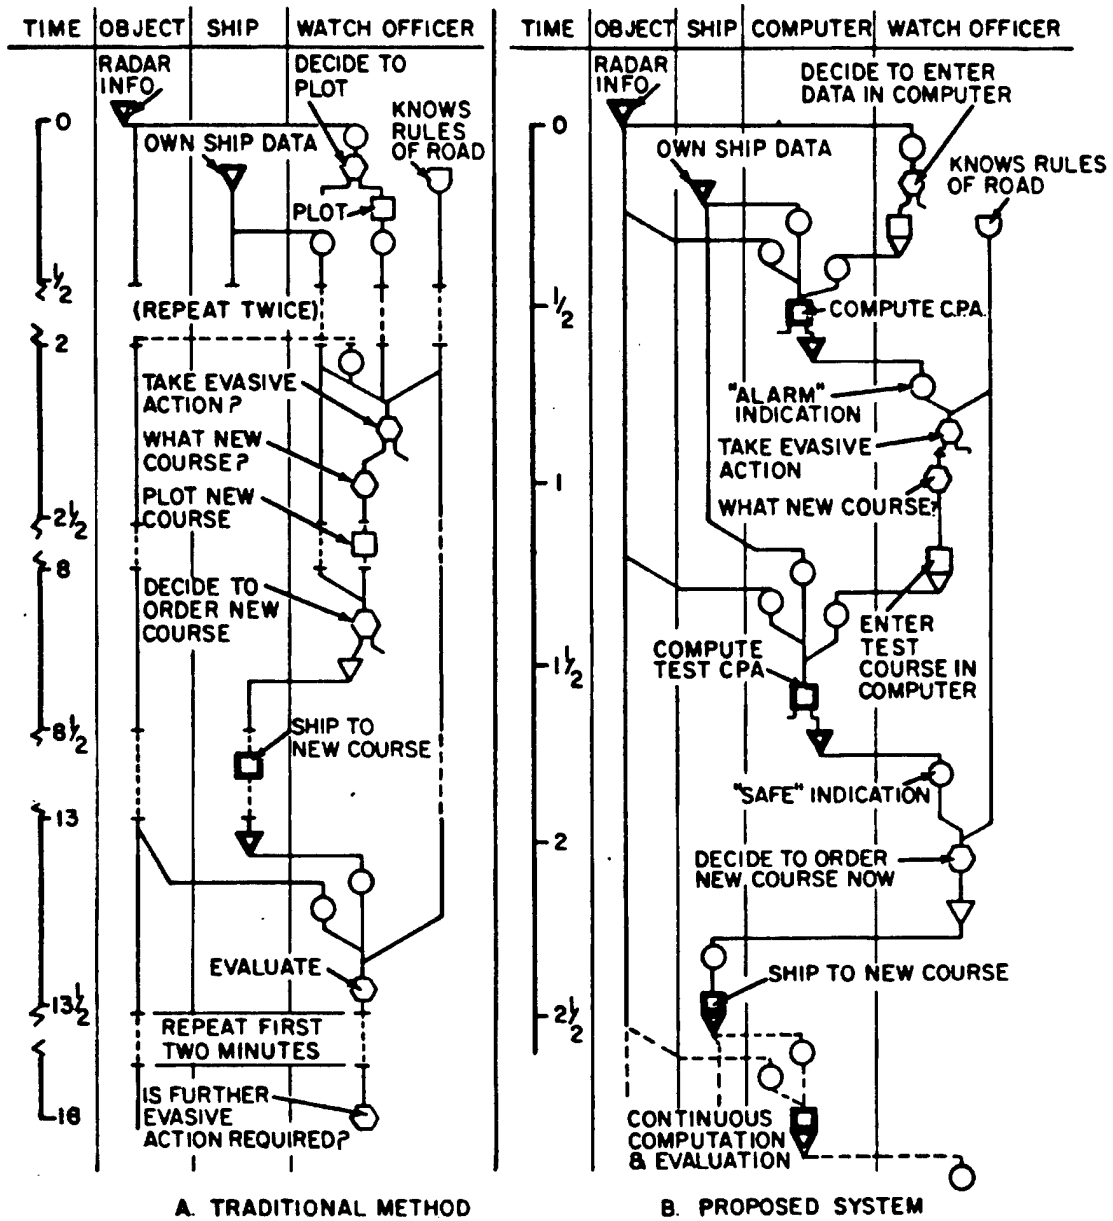 TIME OBJECT SHIP WATCH OFFICER
RADAR
INFO
DECIDE TO
PLOT
KNOWS
RULES
OF ROAD
0
OWN SHIP DATA
PLOT
1/2
(REPEAT TWICE)
2
TAKE EVASIVE
ACTION?
WHAT NEW
COURSE?
PLOT NEW
COURSE
2 1/2
8
DECIDE TO
ORDER NEW
COURSE
8 1/2
SHIP TO
NEW COURSE
13
EVALUATE
13 1/2
REPEAT FIRST
TWO MINUTES
IS FURTHER
EVASIVE
ACTION REQUIRED?
16
A. TRADITIONAL METHOD
TIME OBJECT SHIP COMPUTER WATCH OFFICER
RADAR
INFO
DECIDE TO ENTER
DATA IN COMPUTER
0
OWN SHIP DATA
KNOWS RULES
OF ROAD
1/2
COMPUTE C.P.A.
"ALARM"
INDICATION
TAKE EVASIVE
ACTION
1
WHAT NEW COURSE?
ENTER
TEST
COURSE IN
COMPUTER
COMPUTE
TEST CPA
1 1/2
"SAFE" INDICATION
2
DECIDE TO ORDER
NEW COURSE NOW
SHIP TO NEW COURSE
2 1/2
CONTINUOUS
COMPUTATION
& EVALUATION
B. PROPOSED SYSTEM